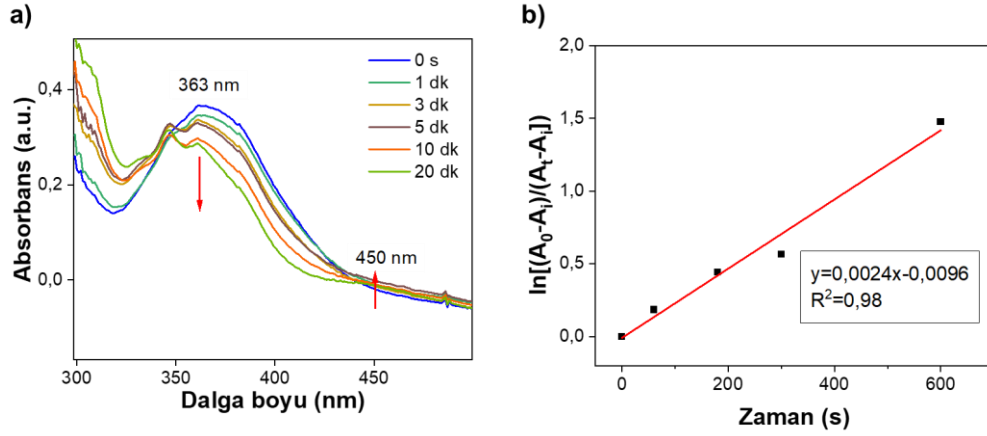 a)
Absorbans (a.u.)
0,4
0,2
0,0
363 nm
450 nm
0 s
1 dk
3 dk
5 dk
10 dk
20 dk
300
350
400
450
Dalga boyu (nm)
b)
ln[(A₀-Aᵢ)/(Aₜ-Aᵢ)]
2,0
1,5
1,0
0,5
0,0
y=0,0024x-0,0096
R²=0,98
0
200
400
600
Zaman (s)